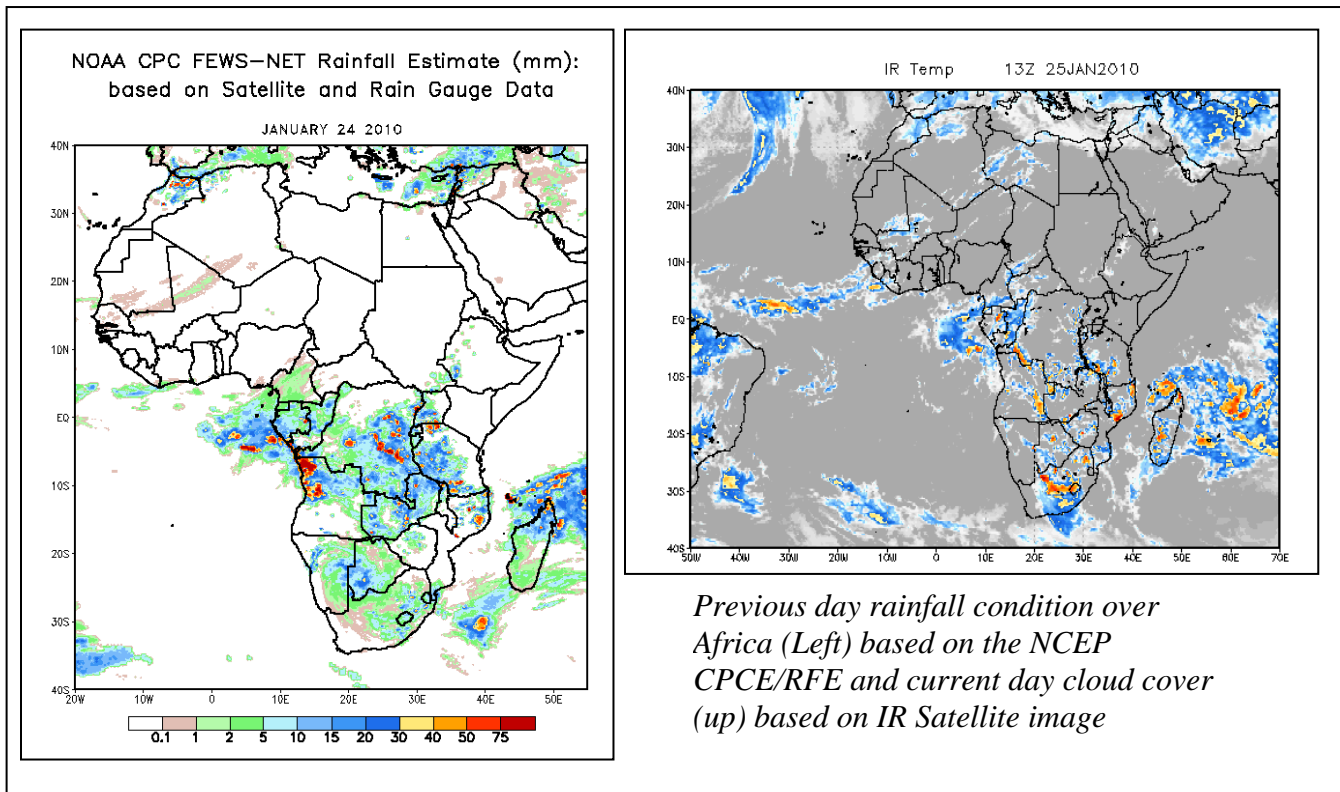 NOAA CPC FEWS–NET Rainfall Estimate (mm):
based on Satellite and Rain Gauge Data
JANUARY 24 2010
40N
30N
20N
10N
EQ
10S
20S
30S
40S
20W 10W 0 10E 20E 30E 40E 50E
0.1 1 2 5 10 15 20 30 40 50 75
IR Temp 13Z 25JAN2010
40N
30N
20N
10N
EQ
10S
20S
30S
40S
50W 40W 30W 20W 10W 0 10E 20E 30E 40E 50E 60E 70E
Previous day rainfall condition over
Africa (Left) based on the NCEP
CPCE/RFE and current day cloud cover
(up) based on IR Satellite image